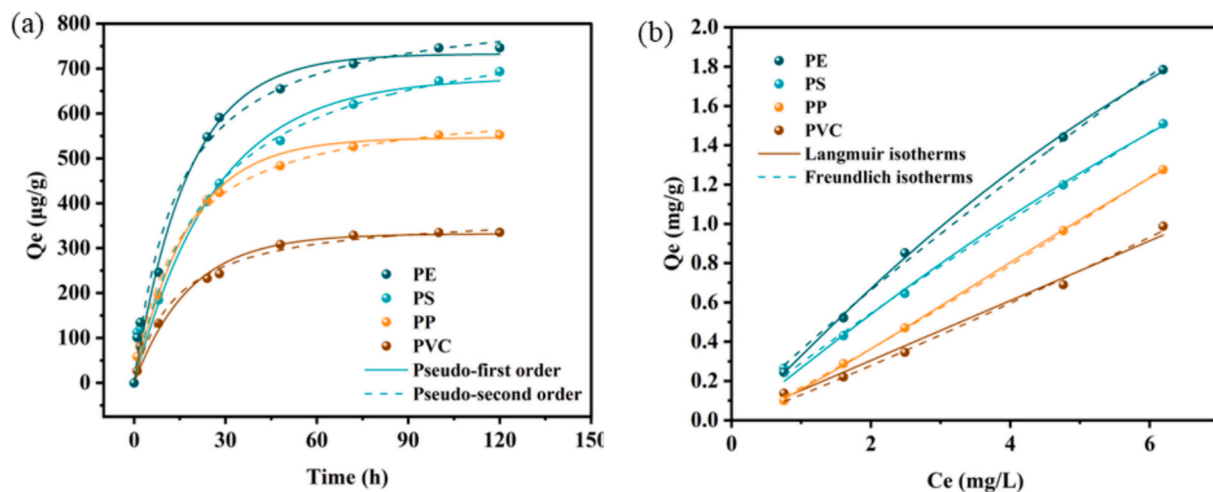 (a)
800
700
600
500
400
300
200
100
0
Qe (µg/g)
PE
PS
PP
PVC
Pseudo-first order
Pseudo-second order
0
30
60
90
120
150
Time (h)
(b)
2.0
1.8
1.6
1.4
1.2
1.0
0.8
0.6
0.4
0.2
0.0
Qe (mg/g)
PE
PS
PP
PVC
Langmuir isotherms
Freundlich isotherms
0
2
4
6
Ce (mg/L)